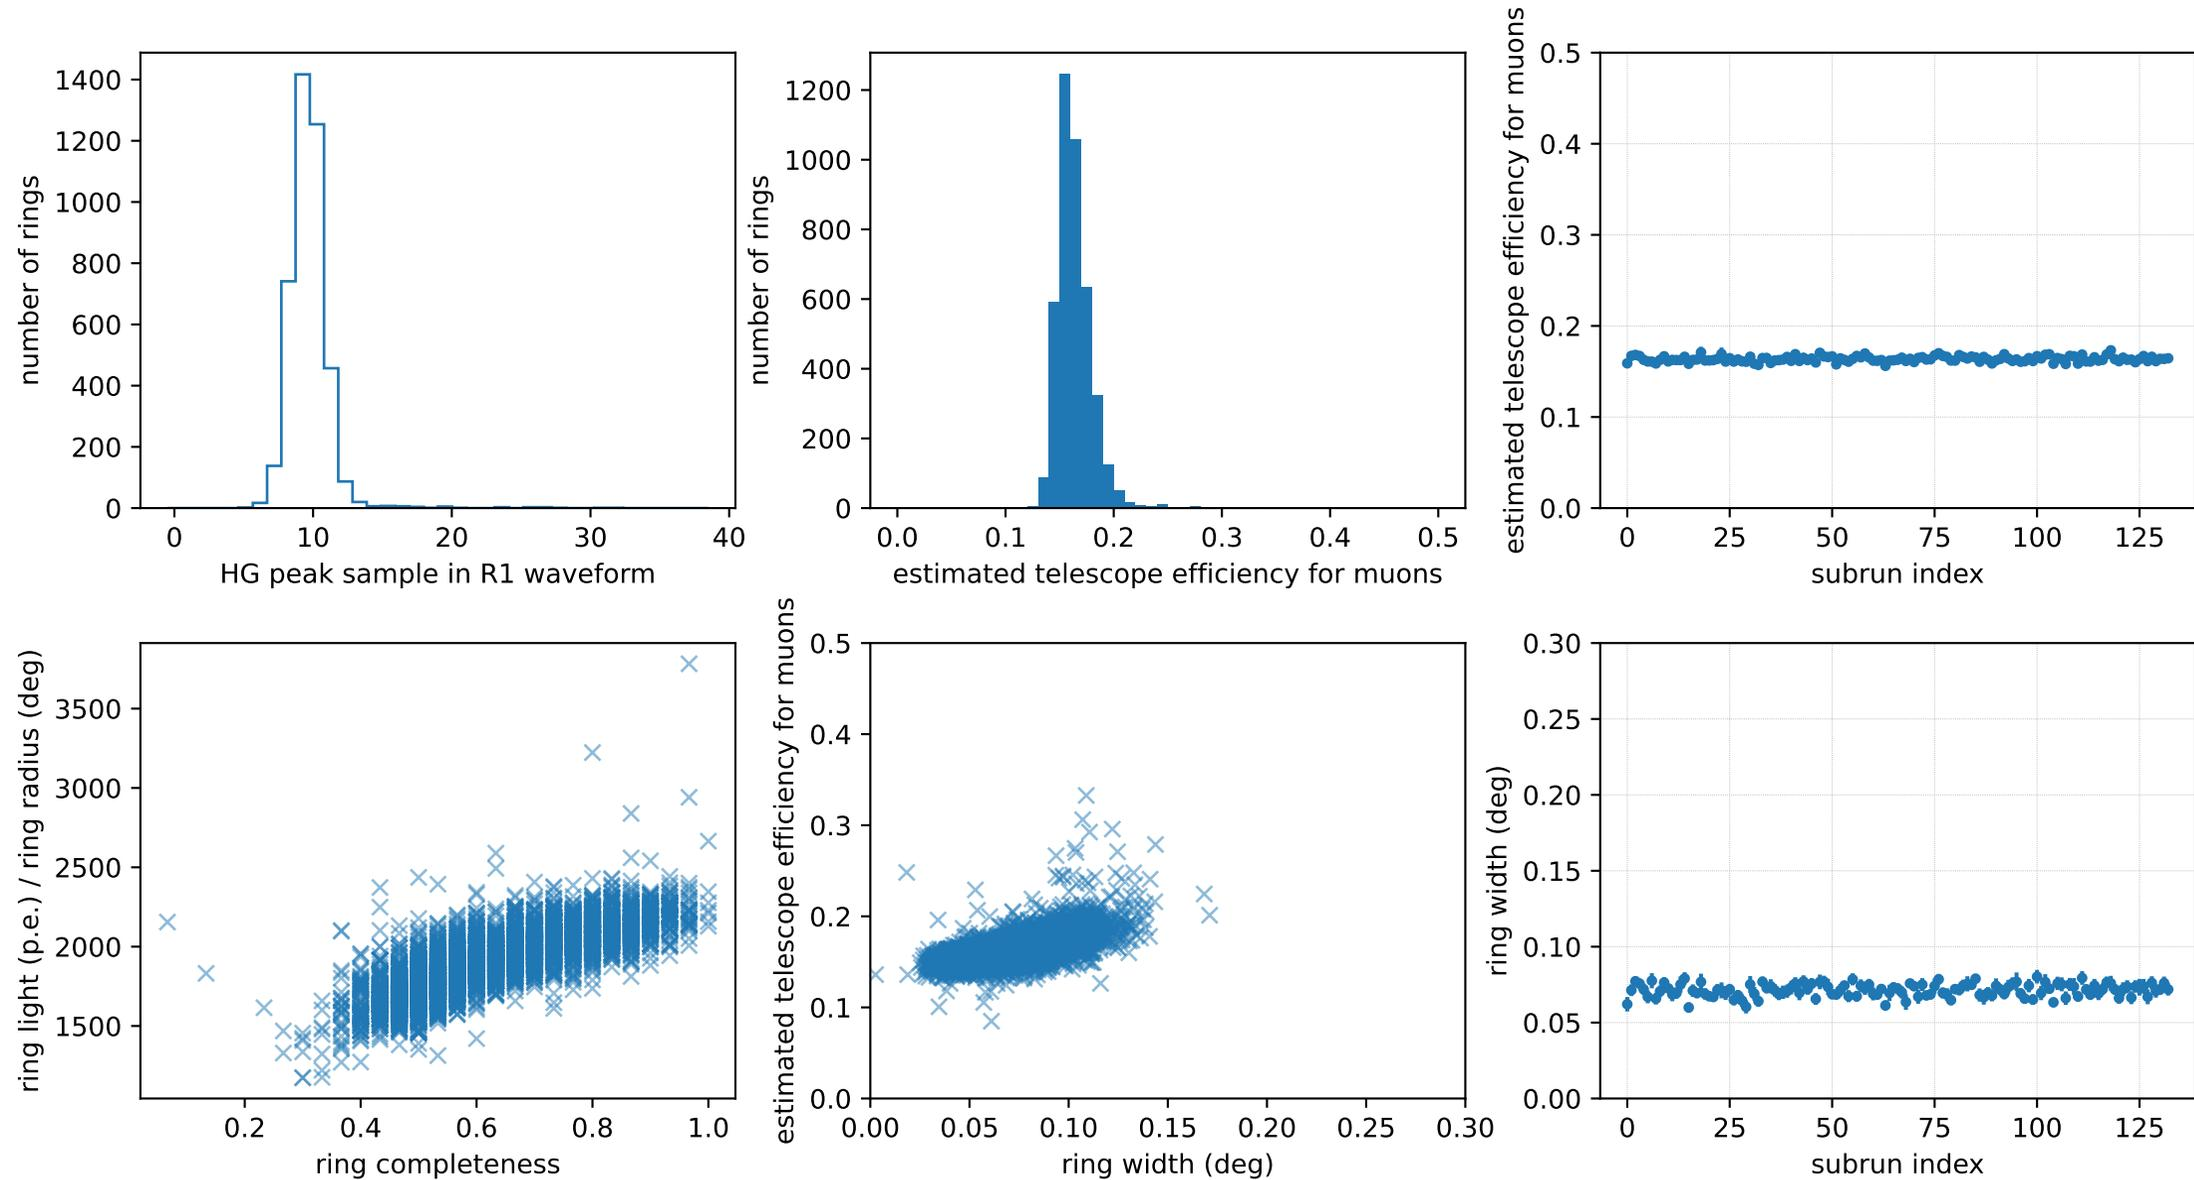 number of rings
1400
1200
1000
800
600
400
200
0
0 10 20 30 40
HG peak sample in R1 waveform
number of rings
1200
1000
800
600
400
200
0
0.0 0.1 0.2 0.3 0.4 0.5
estimated telescope efficiency for muons
estimated telescope efficiency for muons
0.5
0.4
0.3
0.2
0.1
0.0
0 25 50 75 100 125
subrun index
ring light (p.e.) / ring radius (deg)
3500
3000
2500
2000
1500
0.2 0.4 0.6 0.8 1.0
ring completeness
estimated telescope efficiency for muons
0.5
0.4
0.3
0.2
0.1
0.0
0.00 0.05 0.10 0.15 0.20 0.25 0.30
ring width (deg)
ring width (deg)
0.30
0.25
0.20
0.15
0.10
0.05
0.00
0 25 50 75 100 125
subrun index